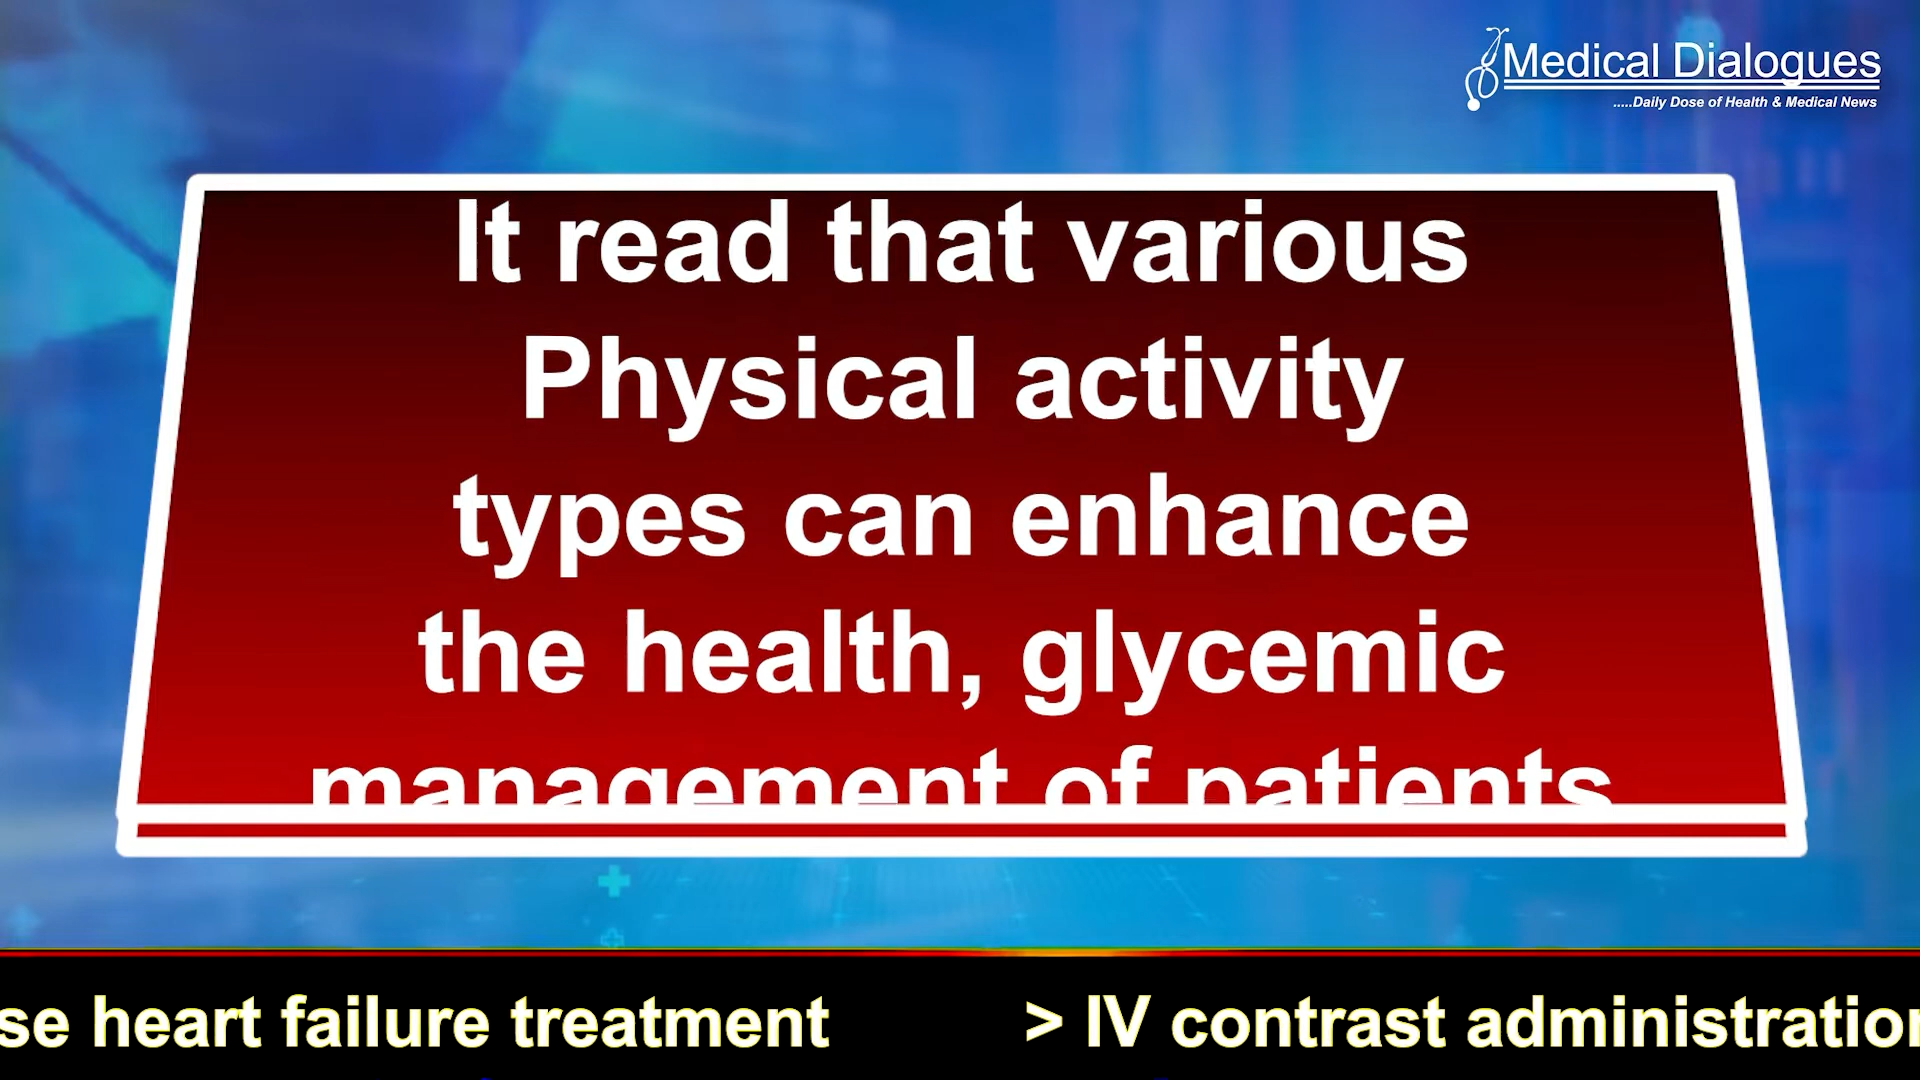 Medical Dialogues
.....Daily Dose of Health & Medical News
It read that various
Physical activity
types can enhance
the health, glycemic
management of patients
se heart failure treatment
> IV contrast administration